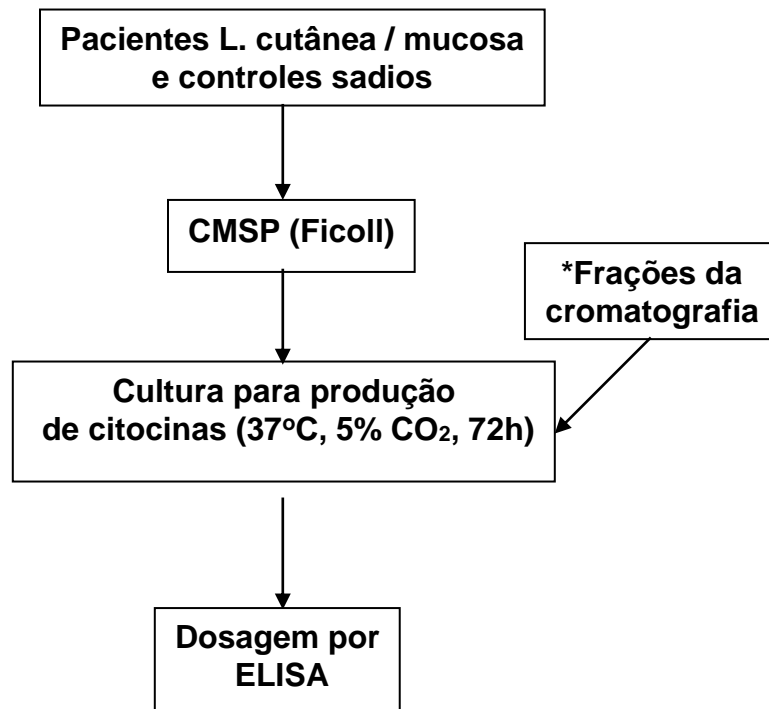 Pacientes L. cutânea / mucosa
e controles sadios
CMSP (Ficoll)
*Frações da
cromatografia
Cultura para produção
de citocinas (37ºC, 5% CO₂, 72h)
Dosagem por
ELISA